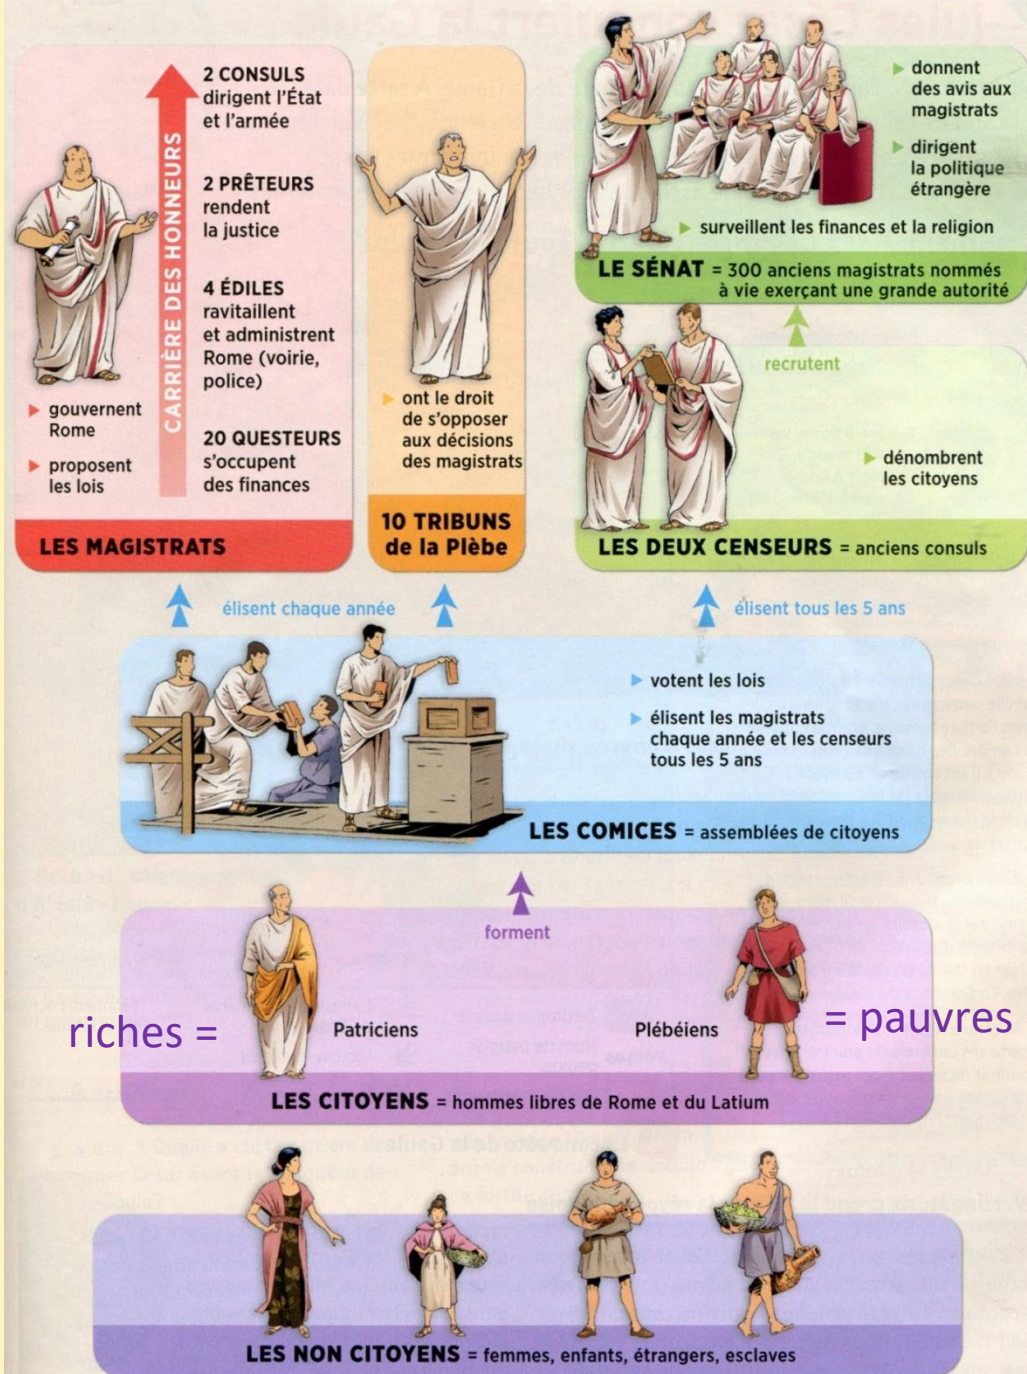 CARRIÈRE DES HONNEURS
2 CONSULS
dirigent l'État
et l'armée
2 PRÊTEURS
rendent
la justice
4 ÉDILES
ravitaillent
et administrent
Rome (voirie,
police)
20 QUESTEURS
s'occupent
des finances
▶ gouvernent
Rome
▶ proposent
les lois
LES MAGISTRATS
▶ ont le droit
de s'opposer
aux décisions
des magistrats
10 TRIBUNS
de la Plèbe
▶ donnent
des avis aux
magistrats
▶ dirigent
la politique
étrangère
▶ surveillent les finances et la religion
LE SÉNAT = 300 anciens magistrats nommés
à vie exerçant une grande autorité
recrutent
▶ dénombrent
les citoyens
LES DEUX CENSEURS = anciens consuls
élisent chaque année
élisent tous les 5 ans
▶ votent les lois
▶ élisent les magistrats
chaque année et les censeurs
tous les 5 ans
LES COMICES = assemblées de citoyens
forment
riches =
Patriciens
Plébéiens
= pauvres
LES CITOYENS = hommes libres de Rome et du Latium
LES NON CITOYENS = femmes, enfants, étrangers, esclaves